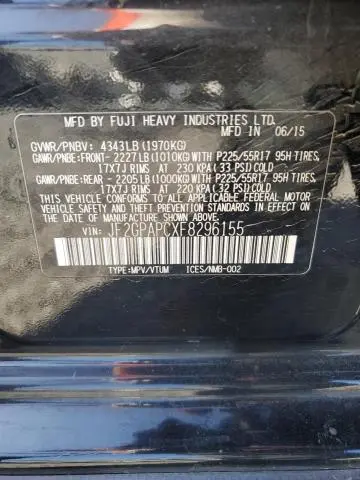 MFD BY FUJI HEAVY INDUSTRIES LTD.
DATE IN 06/15
GVWR/PNBV: 4343LB(1970KG)
GAWR/PNBE:FRONT- 2227LB(1010KG)WITH P225/55R17 95H TIRES,
17X7J RIMS AT 230 KPA( 33 PSI)COLD
GAWR/PNBE:REAR - 2205LB(1000KG)WITH P225/55R17 95H TIRES,
17X7J RIMS AT 220 KPA( 32 PSI)COLD
THIS VEHICLE CONFORMS TO ALL APPLICABLE FEDERAL MOTOR
VEHICLE SAFETY STANDARDS IN EFFECT
ON THE DATE OF MANUFACTURE SHOWN ABOVE.
VIN: JF2GPAPCXF8296155
TYPE:MPV/VTUM ICES/NMB-002